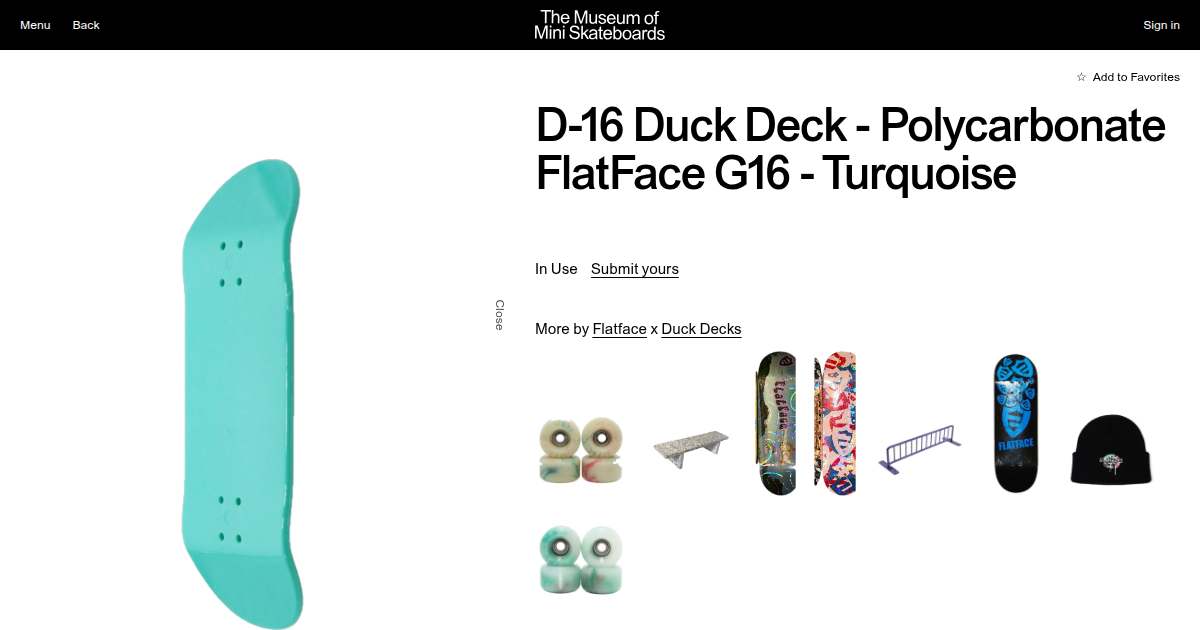 Menu
Back
The Museum of
Mini Skateboards
Sign in
☆ Add to Favorites
D-16 Duck Deck - Polycarbonate
FlatFace G16 - Turquoise
In Use Submit yours
Close
More by Flatface x Duck Decks
FLATFACE